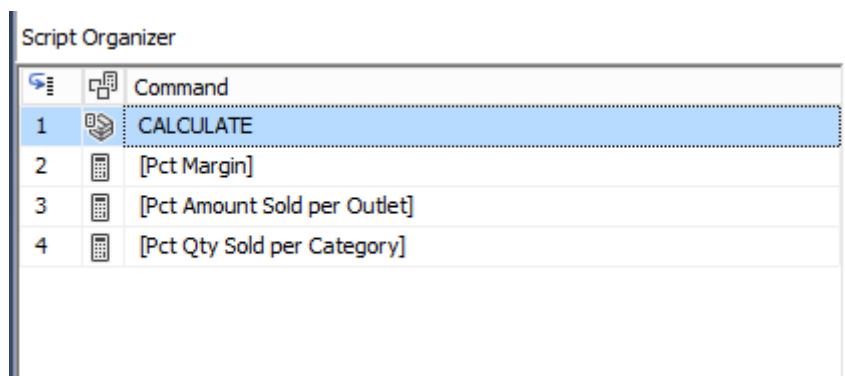 Script Organizer
Command
1 CALCULATE
2 [Pct Margin]
3 [Pct Amount Sold per Outlet]
4 [Pct Qty Sold per Category]